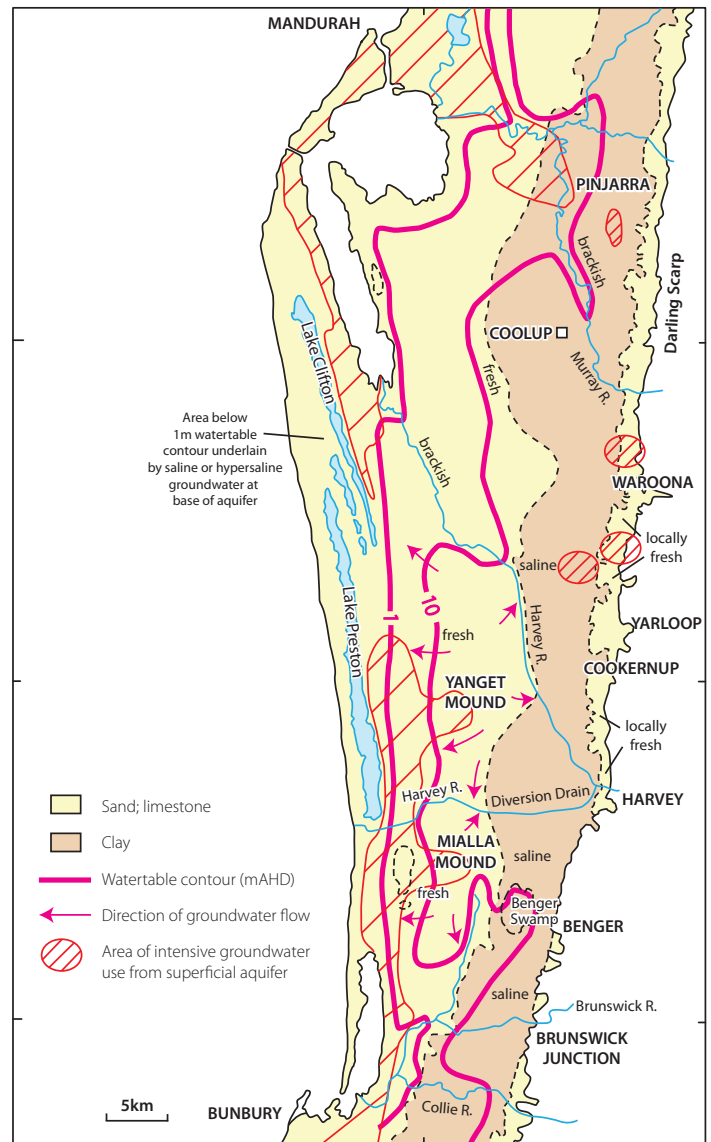 MANDURAH
PINJARRA
brackish
Darling Scarp
COOLUP
Murray R.
Lake Clifton
fresh
Area below
1m watertable
contour underlain
by saline or hypersaline
groundwater at
base of aquifer
brackish
WAROONA
locally
fresh
saline
Lake Preston
1
10
fresh
Harvey R.
YARLOOP
COOKERNUP
YANGET
MOUND
locally
fresh
Harvey R.
Diversion Drain
HARVEY
Sand; limestone
Clay
MIALLA
MOUND
saline
Watertable contour (mAHD)
fresh
Benger
Swamp
BENGER
Direction of groundwater flow
Area of intensive groundwater
use from superficial aquifer
saline
Brunswick R.
BRUNSWICK
JUNCTION
5km
BUNBURY
Collie R.